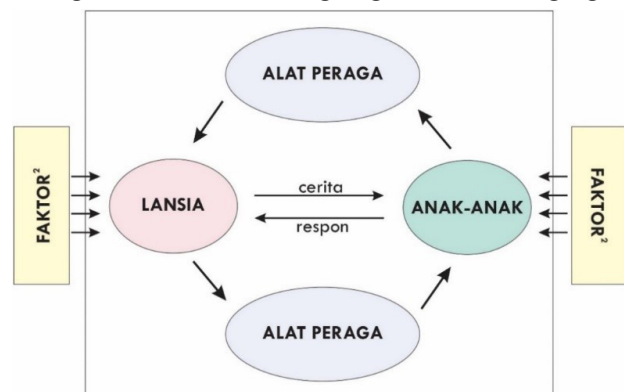 ALAT PERAGA
FAKTOR²
LANSIA
cerita
respon
ANAK-ANAK
FAKTOR²
ALAT PERAGA